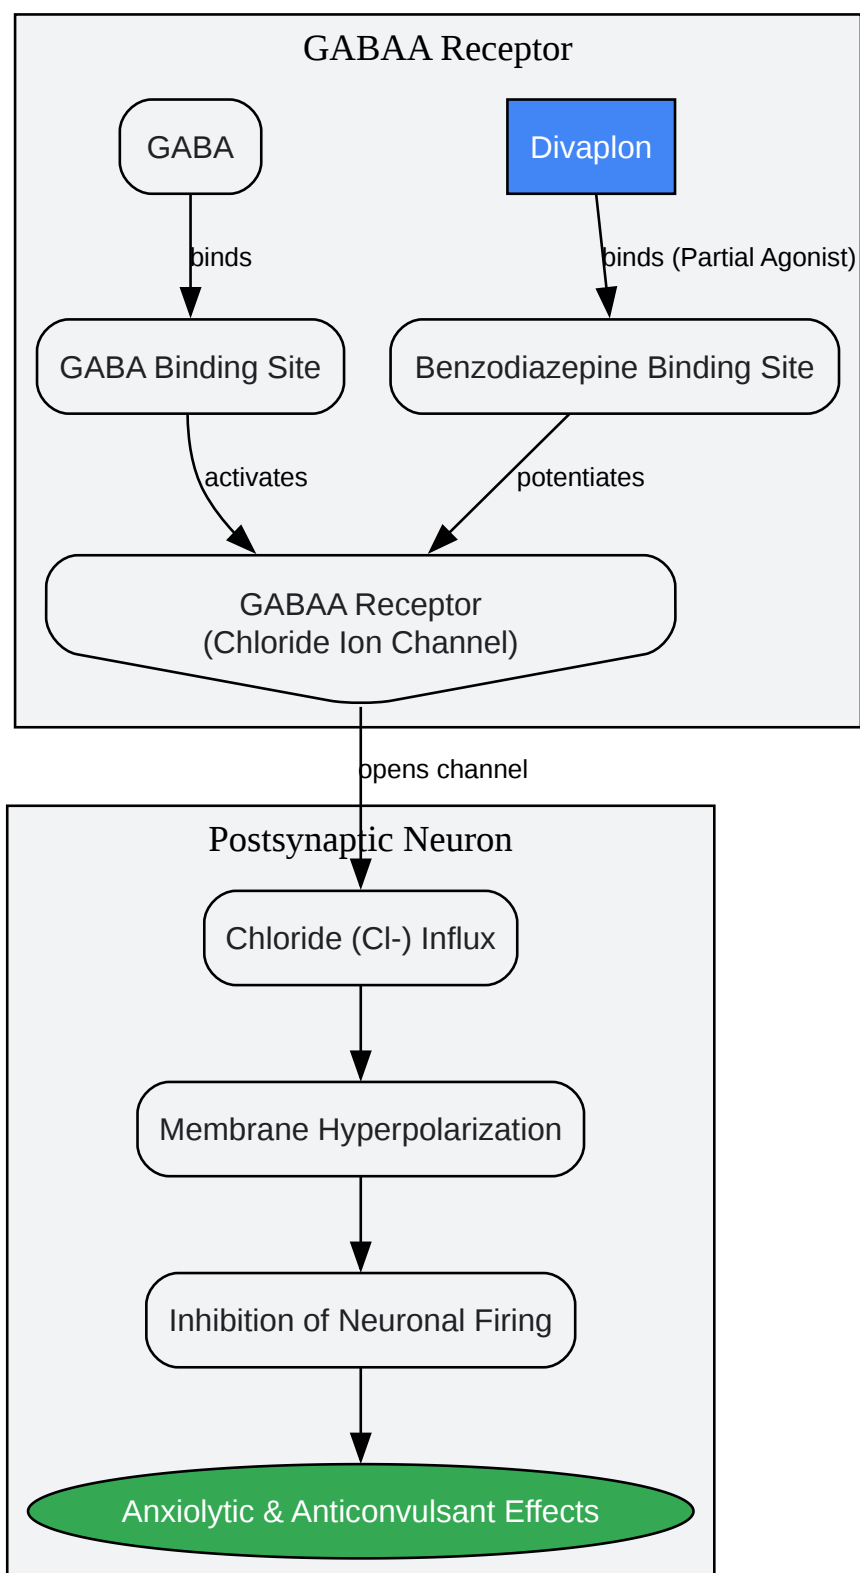 GABAA Receptor
GABA
Divaplon
binds
binds (Partial Agonist)
GABA Binding Site
Benzodiazepine Binding Site
activates
potentiates
GABAA Receptor
(Chloride Ion Channel)
opens channel
Postsynaptic Neuron
Chloride (Cl-) Influx
Membrane Hyperpolarization
Inhibition of Neuronal Firing
Anxiolytic & Anticonvulsant Effects